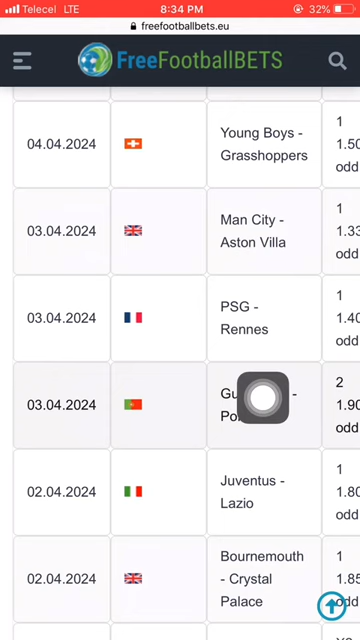 Telecel LTE 8:34 PM 32%
freefootballbets.eu
FreeFootballBETS
04.04.2024 Young Boys - Grasshoppers 1 1.50 odd
03.04.2024 Man City - Aston Villa 1 1.33 odd
03.04.2024 PSG - Rennes 1 1.40 odd
03.04.2024 - 2 1.90 odd
02.04.2024 Juventus - Lazio 1 1.80 odd
02.04.2024 Bournemouth - Crystal Palace 1 1.85 odd